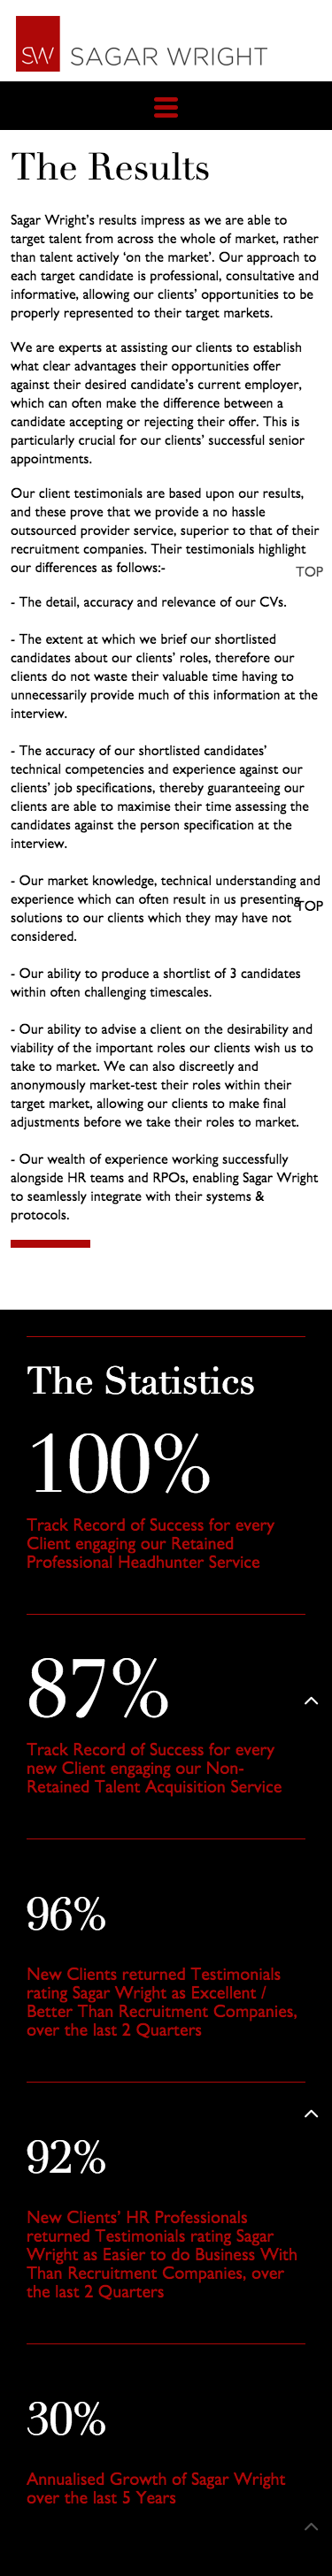 SW SAGAR WRIGHT
The Results
Sagar Wright's results impress as we are able to
target talent from across the whole of market, rather
than talent actively 'on the market'. Our approach to
each target candidate is professional, consultative and
informative, allowing our clients' opportunities to be
properly represented to their target markets.
We are experts at assisting our clients to establish
what clear advantages their opportunities offer
against their desired candidate's current employer,
which can often make the difference between a
candidate accepting or rejecting their offer. This is
particularly crucial for our clients' successful senior
appointments.
Our client testimonials are based upon our results,
and these prove that we provide a no hassle
outsourced provider service, superior to that of their
recruitment companies. Their testimonials highlight
our differences as follows:-
TOP
- The detail, accuracy and relevance of our CVs.
- The extent at which we brief our shortlisted
candidates about our clients' roles, therefore our
clients do not waste their valuable time having to
unnecessarily provide much of this information at the
interview.
- The accuracy of our shortlisted candidates'
technical competencies and experience against our
clients' job specifications, thereby guaranteeing our
clients are able to maximise their time assessing the
candidates against the person specification at the
interview.
- Our market knowledge, technical understanding and
experience which can often result in us presenting
TOP
solutions to our clients which they may have not
considered.
- Our ability to produce a shortlist of 3 candidates
within often challenging timescales.
- Our ability to advise a client on the desirability and
viability of the important roles our clients wish us to
take to market. We can also discreetly and
anonymously market-test their roles within their
target market, allowing our clients to make final
adjustments before we take their roles to market.
- Our wealth of experience working successfully
alongside HR teams and RPOs, enabling Sagar Wright
to seamlessly integrate with their systems &
protocols.
The Statistics
100%
Track Record of Success for every
Client engaging our Retained
Professional Headhunter Service
87%
Track Record of Success for every
new Client engaging our Non-
Retained Talent Acquisition Service
96%
New Clients returned Testimonials
rating Sagar Wright as Excellent /
Better Than Recruitment Companies,
over the last 2 Quarters
92%
New Clients' HR Professionals
returned Testimonials rating Sagar
Wright as Easier to do Business With
Than Recruitment Companies, over
the last 2 Quarters
30%
Annualised Growth of Sagar Wright
over the last 5 Years